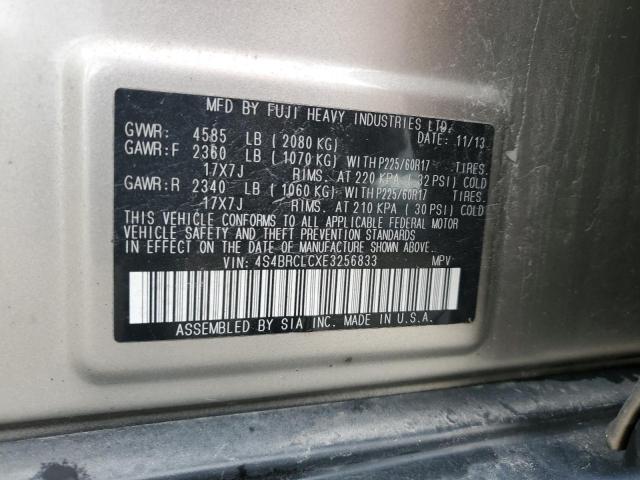 MFD BY FUJI HEAVY INDUSTRIES LTD.
DATE: 11/13
GVWR: 4585 LB ( 2080 KG)
GAWR:F 2360 LB ( 1070 KG) WITH P225/60R17 TIRES.
17X7J RIMS. AT 220 KPA ( 32 PSI) COLD
GAWR:R 2340 LB ( 1060 KG) WITH P225/60R17 TIRES.
17X7J RIMS. AT 210 KPA ( 30 PSI) COLD
THIS VEHICLE CONFORMS TO ALL APPLICABLE FEDERAL MOTOR
VEHICLE SAFETY AND THEFT PREVENTION STANDARDS
IN EFFECT ON THE DATE OF MANUFACTURE SHOWN ABOVE.
VIN: 4S4BRCLCXE3256833 MPV
ASSEMBLED BY SIA INC. MADE IN U.S.A.